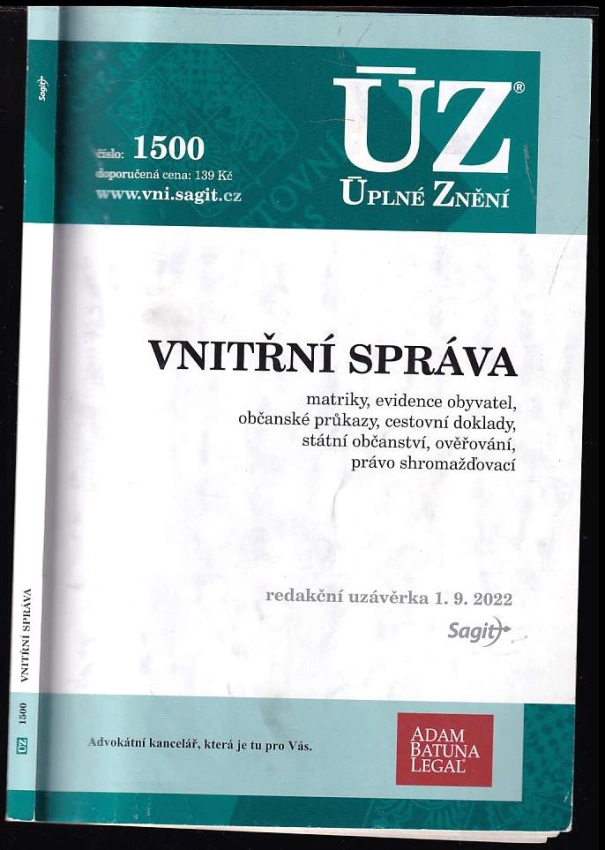 ÚZ®
ÚPLNÉ ZNĚNÍ
číslo: 1500
doporučená cena: 139 Kč
www.vni.sagit.cz
Sagit
VNITŘNÍ SPRÁVA
matriky, evidence obyvatel,
občanské průkazy, cestovní doklady,
státní občanství, ověřování,
právo shromažďovací
redakční uzávěrka 1. 9. 2022
Sagit
Advokátní kancelář, která je tu pro Vás.
ADAM
BATUNA
LEGAL®
ÚZ 1500 VNITŘNÍ SPRÁVA